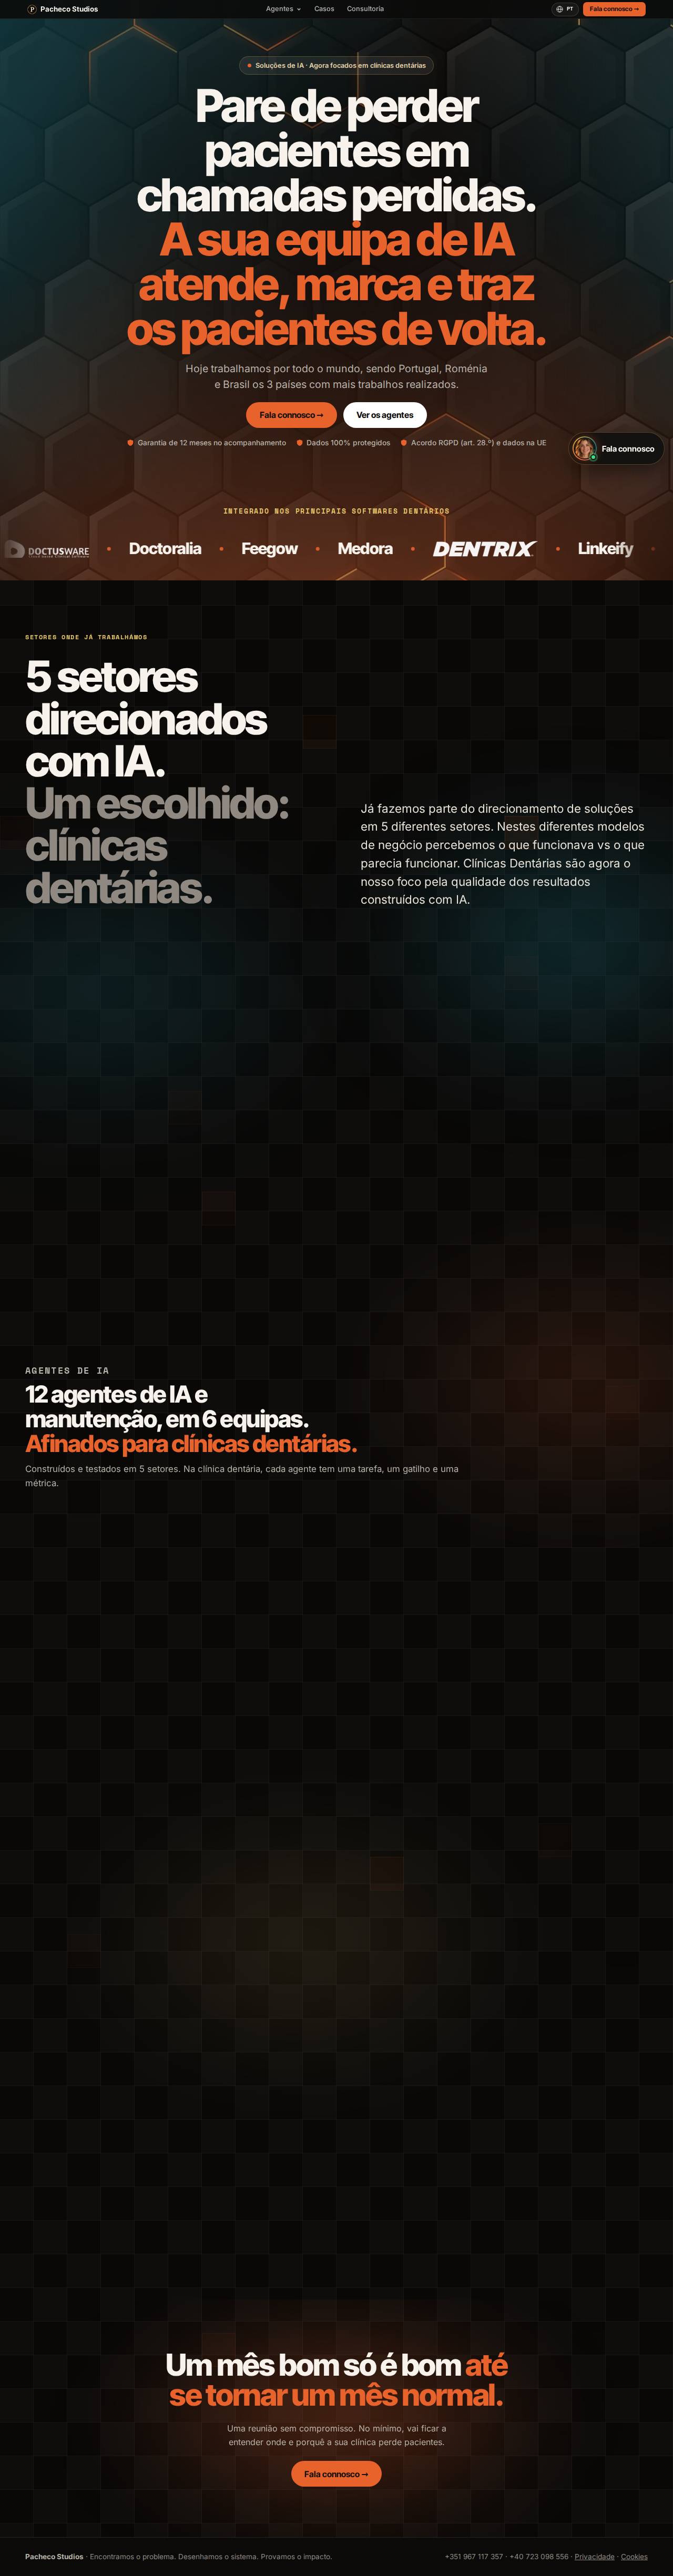 Pacheco Studios
Agentes
Casos
Consultoria
PT
Fala connosco →
Soluções de IA · Agora focados em clínicas dentárias
Pare de perder
pacientes em
chamadas perdidas.
A sua equipa de IA
atende, marca e traz
os pacientes de volta.
Hoje trabalhamos por todo o mundo, sendo Portugal, Roménia
e Brasil os 3 países com mais trabalhos realizados.
Fala connosco →
Ver os agentes
Garantia de 12 meses no acompanhamento
Dados 100% protegidos
Acordo RGPD (art. 28.º) e dados na UE
Fala connosco
INTEGRADO NOS PRINCIPAIS SOFTWARES DENTÁRIOS
DOCTUSWARE
Doctoralia
Feegow
Medora
DENTRIX
Linkeify
SETORES ONDE JÁ TRABALHÁMOS
5 setores
direcionados
com IA.
Um escolhido:
clínicas
dentárias.
Já fazemos parte do direcionamento de soluções
em 5 diferentes setores. Nestes diferentes modelos
de negócio percebemos o que funcionava vs o que
parecia funcionar. Clínicas Dentárias são agora o
nosso foco pela qualidade dos resultados
construídos com IA.
AGENTES DE IA
12 agentes de IA e
manutenção, em 6 equipas.
Afinados para clínicas dentárias.
Construídos e testados em 5 setores. Na clínica dentária, cada agente tem uma tarefa, um gatilho e uma
métrica.
Um mês bom só é bom até
se tornar um mês normal.
Uma reunião sem compromisso. No mínimo, vai ficar a
entender onde e porquê a sua clínica perde pacientes.
Fala connosco →
Pacheco Studios · Encontramos o problema. Desenhamos o sistema. Provamos o impacto.
+351 967 117 357 · +40 723 098 556 · Privacidade · Cookies